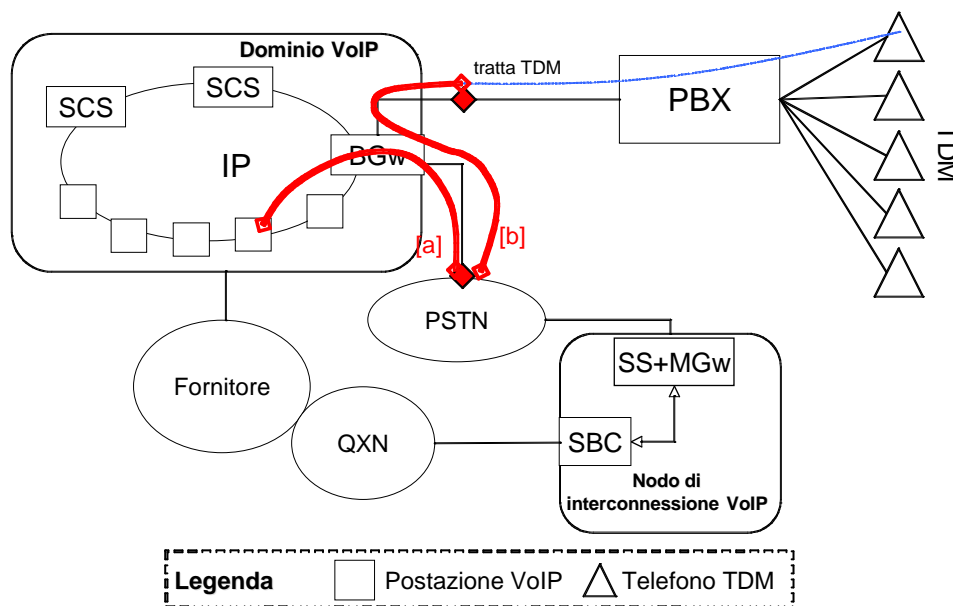 Dominio VoIP
tratta TDM
SCS
SCS
PBX
IP
BGw
TDM
[a]
[b]
PSTN
SS+MGw
Fornitore
QXN
SBC
Nodo di
interconnessione VoIP
Legenda
Postazione VoIP
Telefono TDM